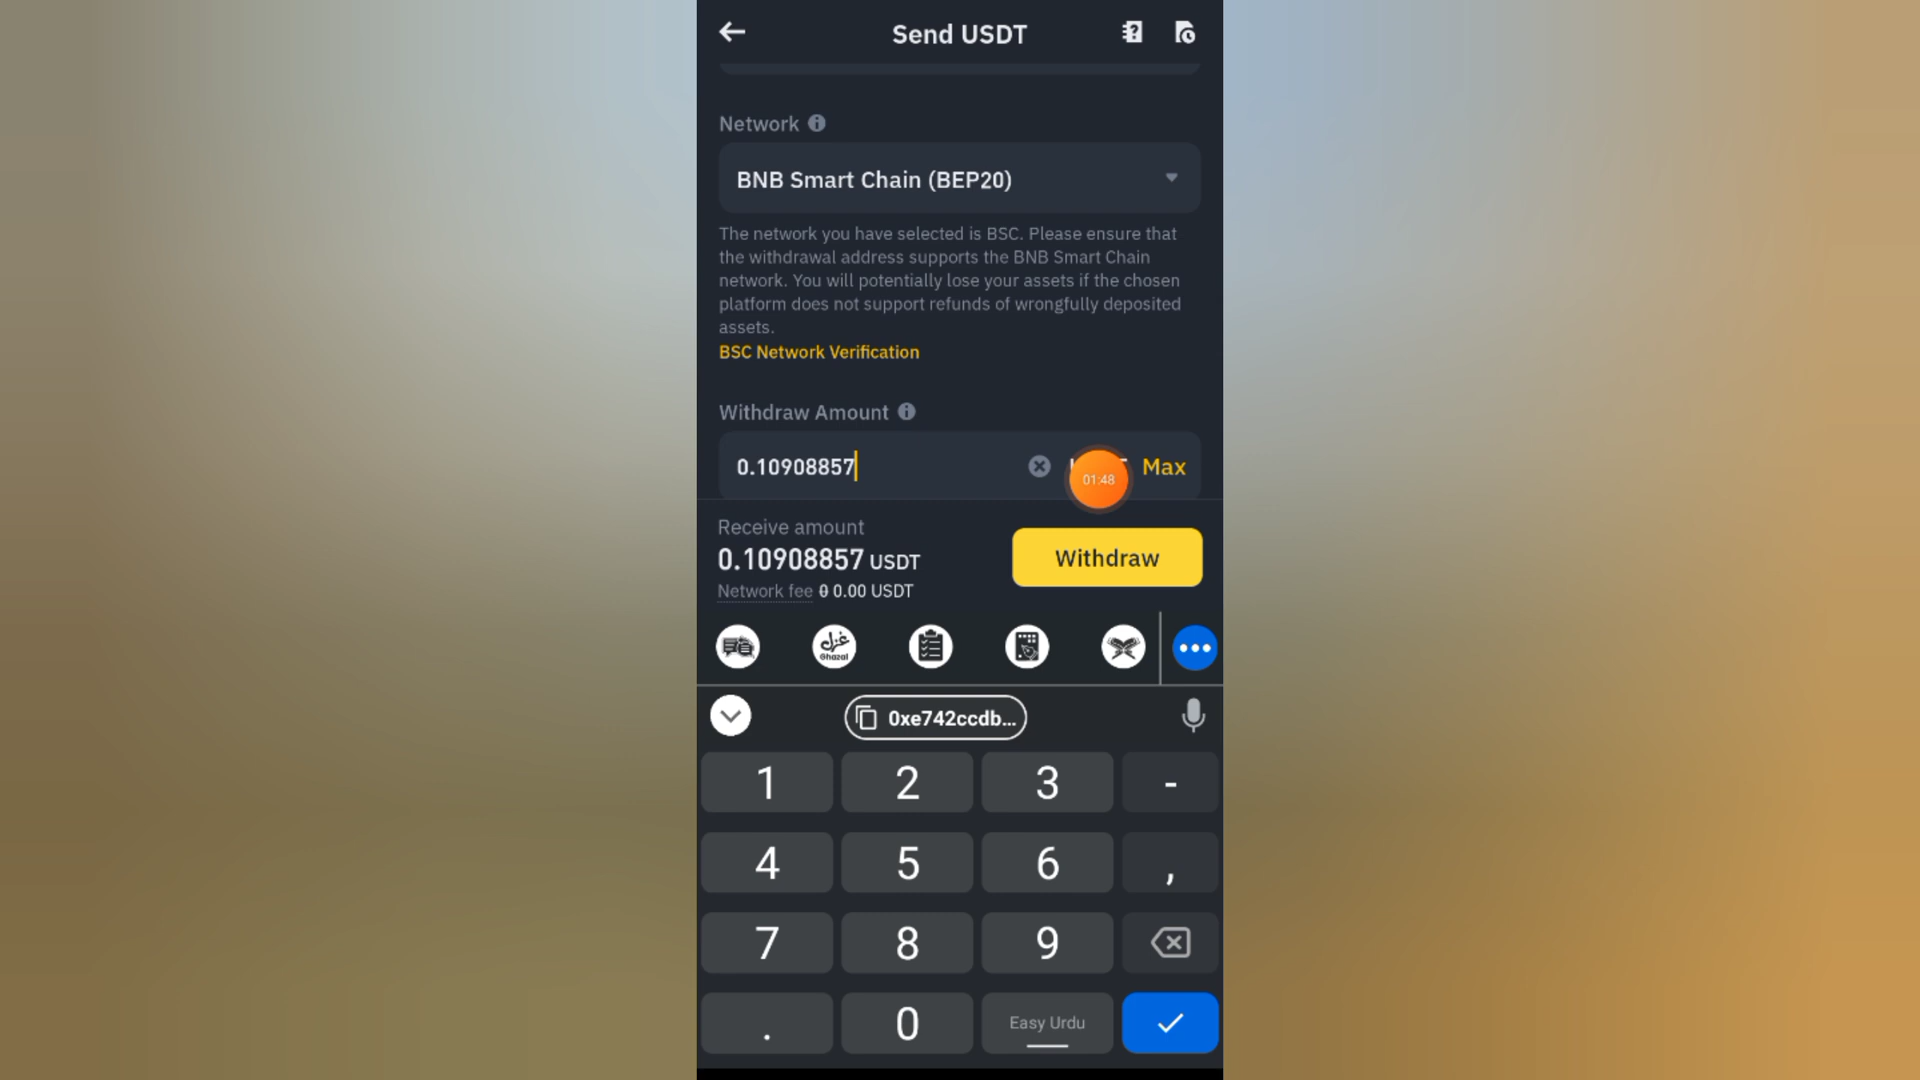 Send USDT
Network
BNB Smart Chain (BEP20)
The network you have selected is BSC. Please ensure that
the withdrawal address supports the BNB Smart Chain
network. You will potentially lose your assets if the chosen
platform does not support refunds of wrongfully deposited
assets.
BSC Network Verification
Withdraw Amount
0.10908857 Max
01:48
Receive amount
0.10908857 USDT
Withdraw
Network fee 0 0.00 USDT
غزل
Ghazal
0xe742ccdb...
1 2 3 -
4 5 6 ,
7 8 9
. 0 Easy Urdu